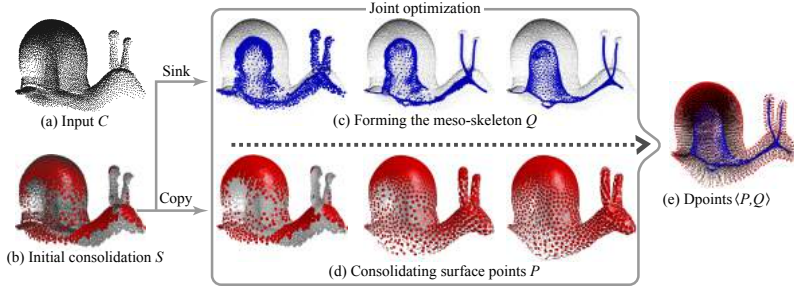 Joint optimization
Sink
(a) Input C
(c) Forming the meso-skeleton Q
(e) Dpoints ⟨P,Q⟩
Copy
(b) Initial consolidation S
(d) Consolidating surface points P